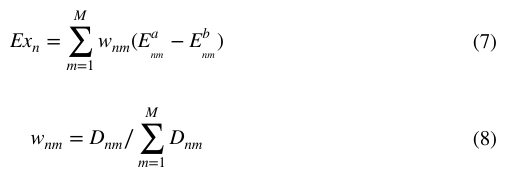 Ex_n = \sum_{m=1}^{M} w_{nm}(E^a_{nm} − E^b_{nm}) (7)
w_{nm} = D_{nm} / \sum_{m=1}^{M} D_{nm} (8)